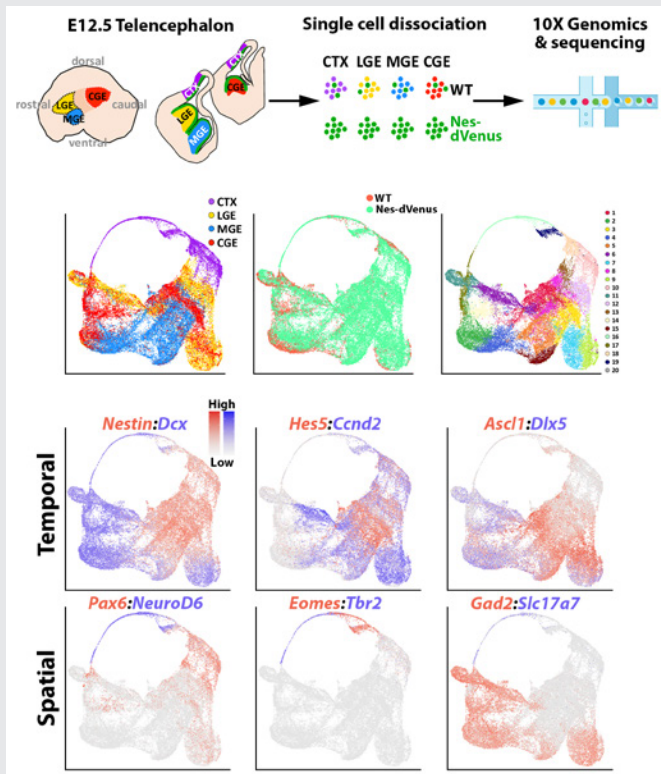 E12.5 Telencephalon
Single cell dissociation
10X Genomics
& sequencing
dorsal
rostral
caudal
ventral
LGE
MGE
CGE
CTX
LGE
MGE
CTX
CGE
CTX LGE MGE CGE
WT
Nes-
dVenus
CTX
LGE
MGE
CGE
WT
Nes-dVenus
1
2
3
4
5
6
7
8
9
10
11
12
13
14
15
16
17
18
19
20
Temporal
Nestin:Dcx
High
Low
Hes5:Ccnd2
Ascl1:Dlx5
Spatial
Pax6:NeuroD6
Eomes:Tbr2
Gad2:Slc17a7